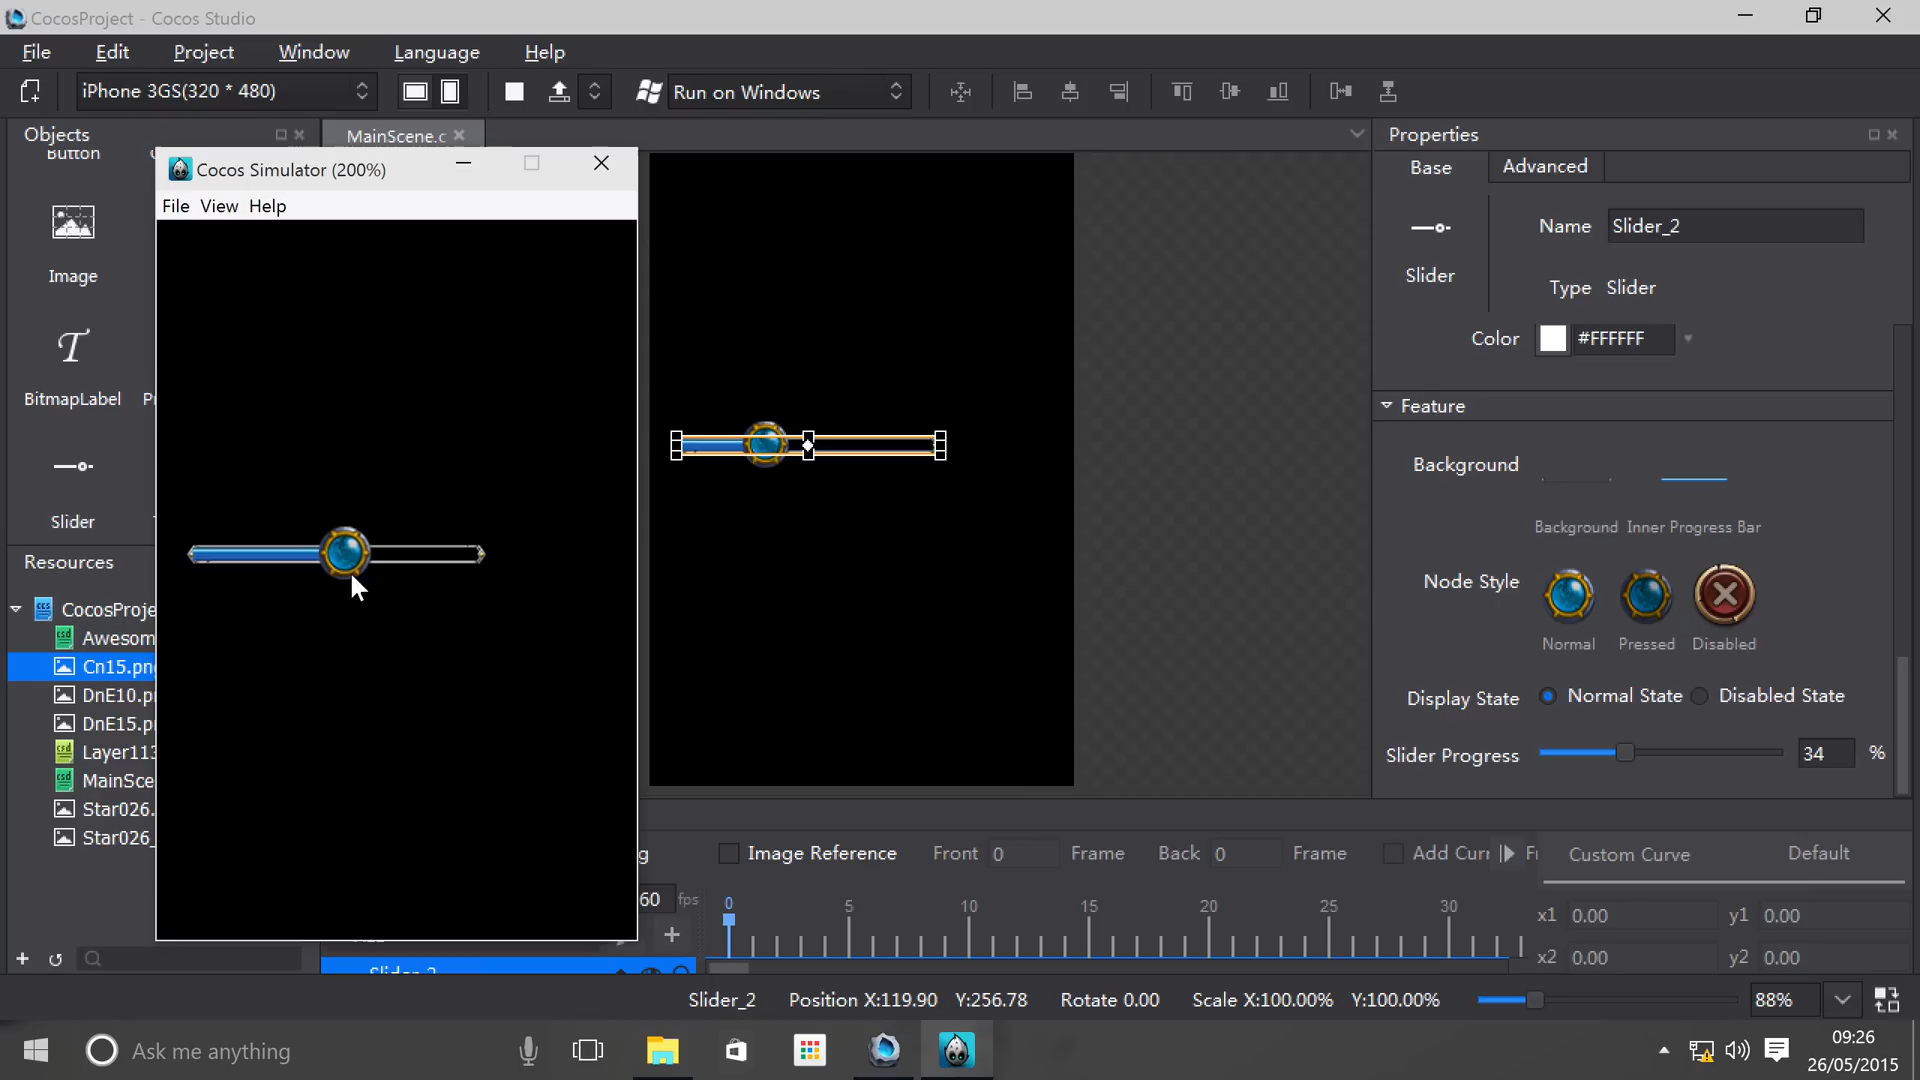 CocosProject - Cocos Studio
File Edit Project Window Language Help
iPhone 3GS(320 * 480)
Run on Windows
Objects
Button
Image
BitmapLabel
Slider
Resources
CocosProje
Awesom
Cn15.pn
DnE10.p
DnE15.p
Layer113
MainSce
Star026.
Star026_
MainScene.c
Cocos Simulator (200%)
File View Help
Properties
Base Advanced
Slider
Name Slider_2
Type Slider
Color #FFFFFF
Feature
Background
Background Inner Progress Bar
Node Style
Normal Pressed Disabled
Display State Normal State Disabled State
Slider Progress 34 %
Image Reference Front 0 Frame Back 0 Frame Add Curr
Custom Curve Default
60 fps
0 5 10 15 20 25 30
x1 0.00 y1 0.00
x2 0.00 y2 0.00
Slider_2 Position X:119.90 Y:256.78 Rotate 0.00 Scale X:100.00% Y:100.00% 88%
Ask me anything
09:26
26/05/2015